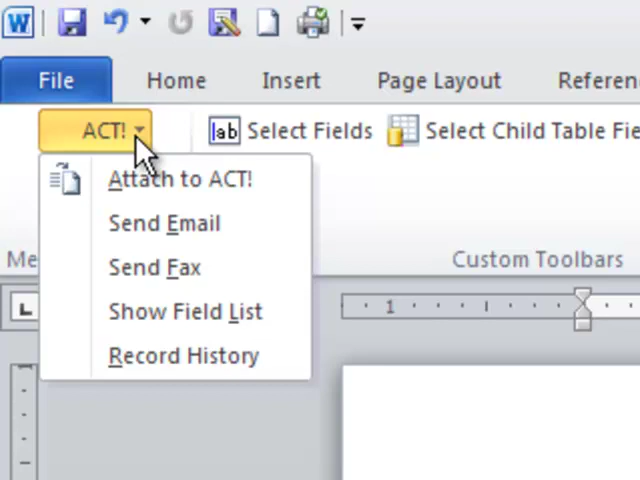 W
File Home Insert Page Layout Referen
ACT! ab Select Fields Select Child Table Fie
Attach to ACT!
Send Email
Send Fax
Show Field List
Record History
Me Custom Toolbars
L 1